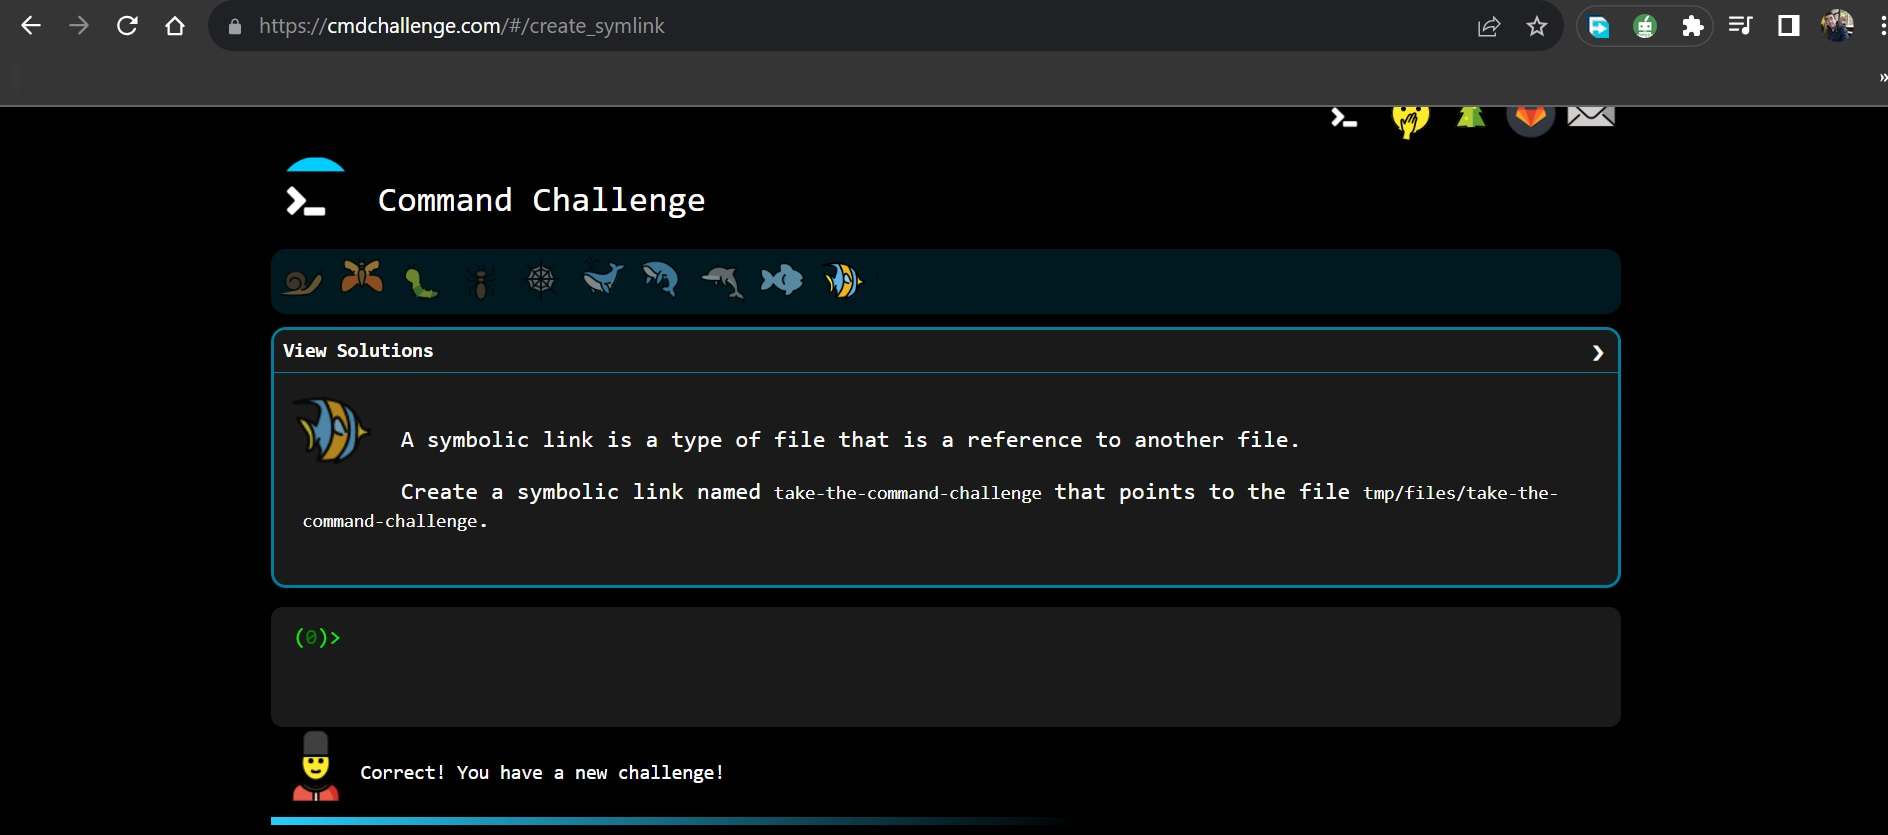 https://cmdchallenge.com/#/create_symlink
»
Command Challenge
View Solutions
A symbolic link is a type of file that is a reference to another file.
Create a symbolic link named take-the-command-challenge that points to the file tmp/files/take-the-
command-challenge.
(0)>
Correct! You have a new challenge!